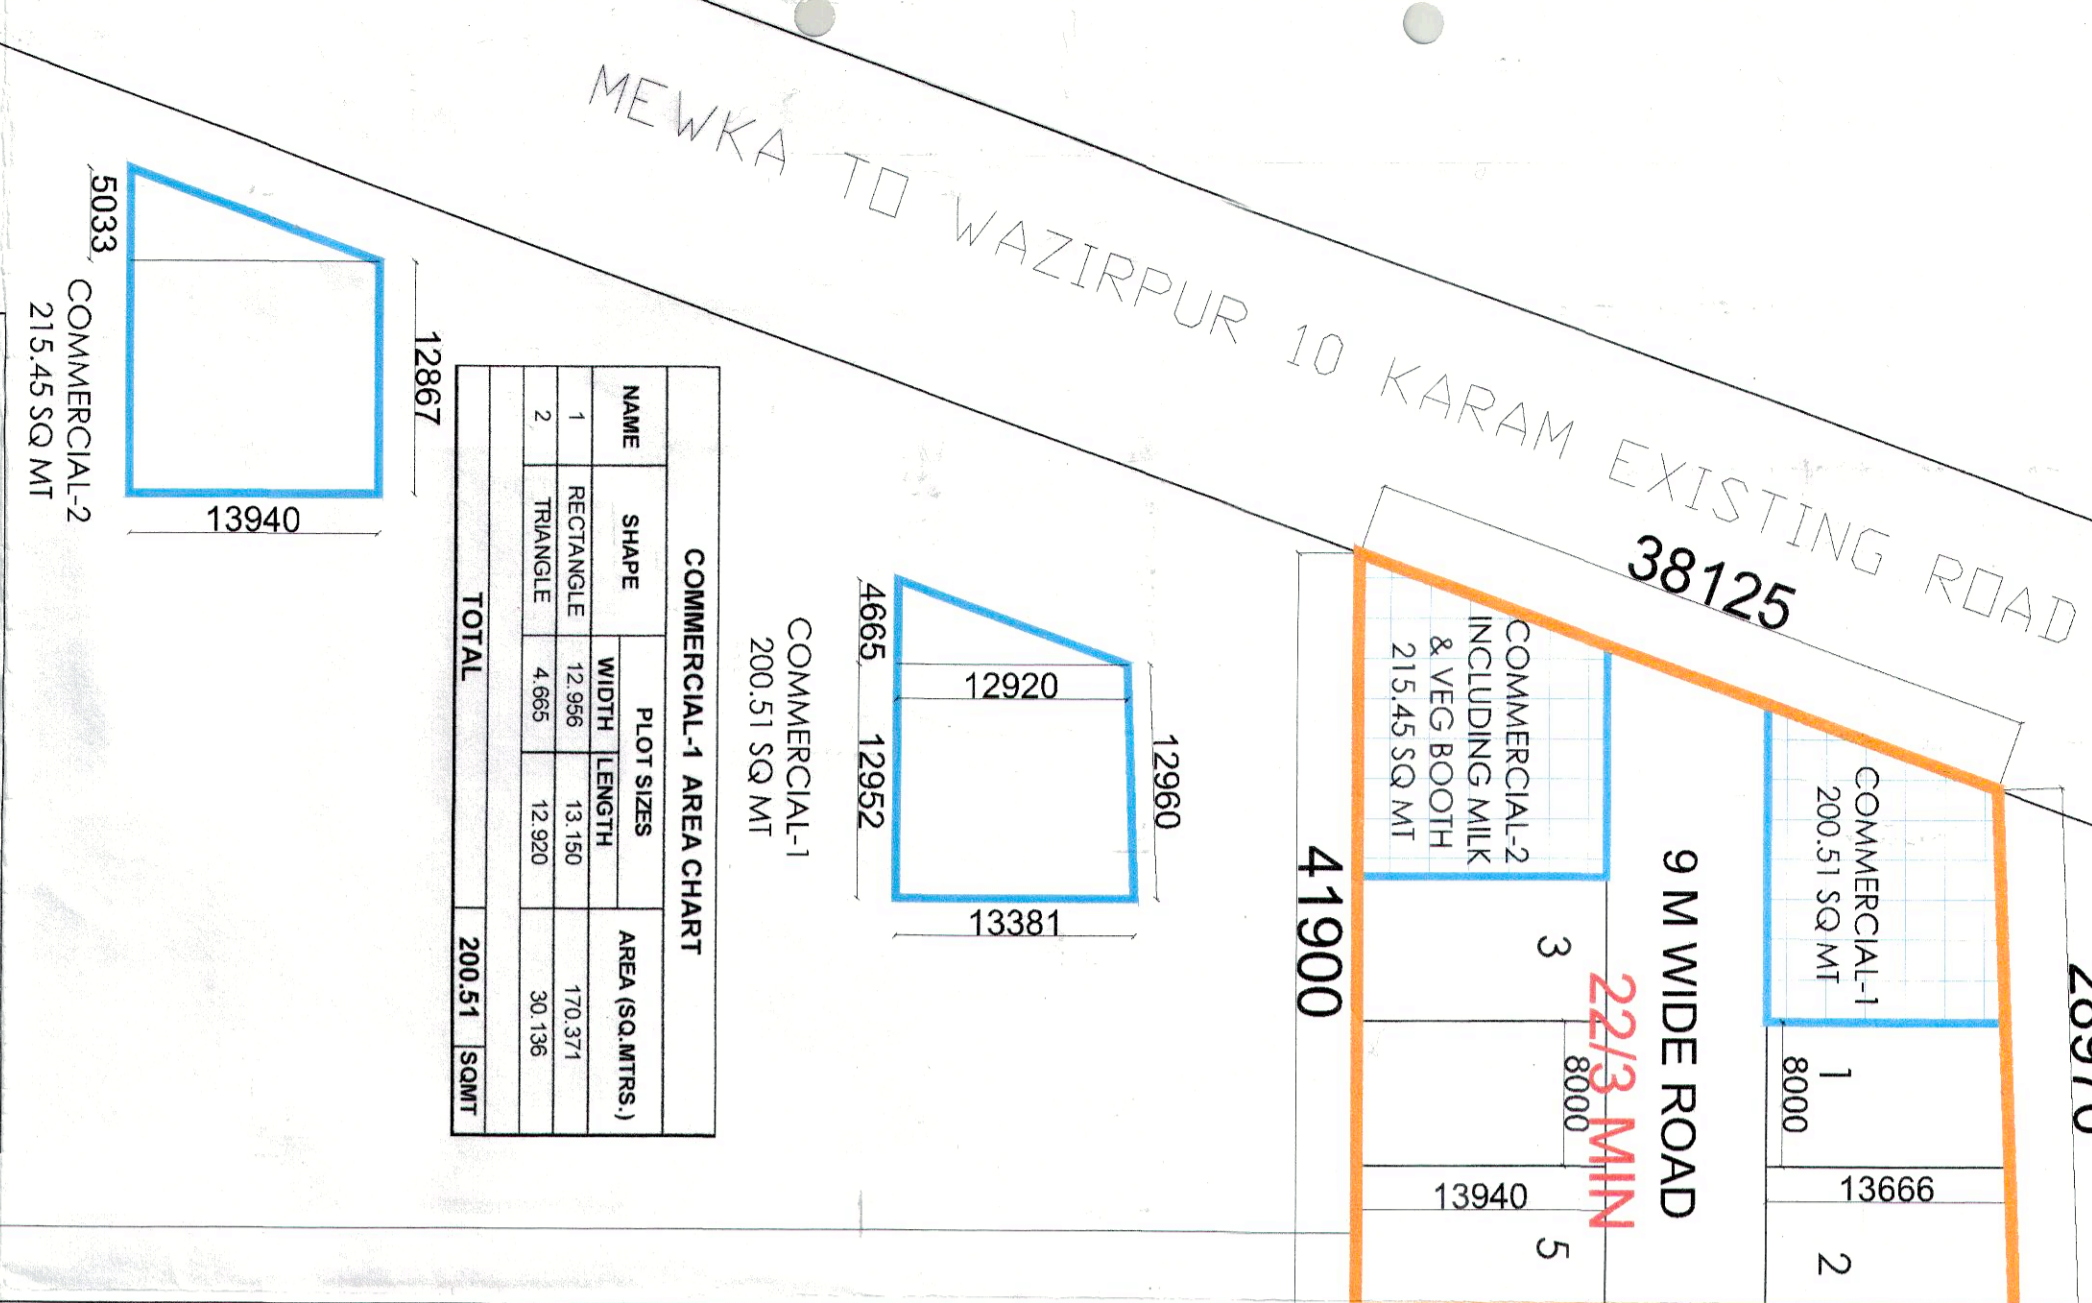 MEWKA TO WAZIRPUR 10 KARAM EXISTING ROAD
38125
COMMERCIAL-1
200.51 SQ MT
COMMERCIAL-2
INCLUDING MILK
& VEG BOOTH
215.45 SQ MT
9 M WIDE ROAD
22/3 MIN
41900
3
8000
13940
5
1
8000
13666
2
12960
12920
4665
12952
13381
COMMERCIAL-1
200.51 SQ MT
COMMERCIAL-1 AREA CHART
NAME SHAPE PLOT SIZES AREA (SQ.MTRS.)
WIDTH LENGTH
1 RECTANGLE 12.956 13.150 170.371
2 TRIANGLE 4.665 12.920 30.136
TOTAL 200.51 SQMT
12867
5033
13940
COMMERCIAL-2
215.45 SQ MT